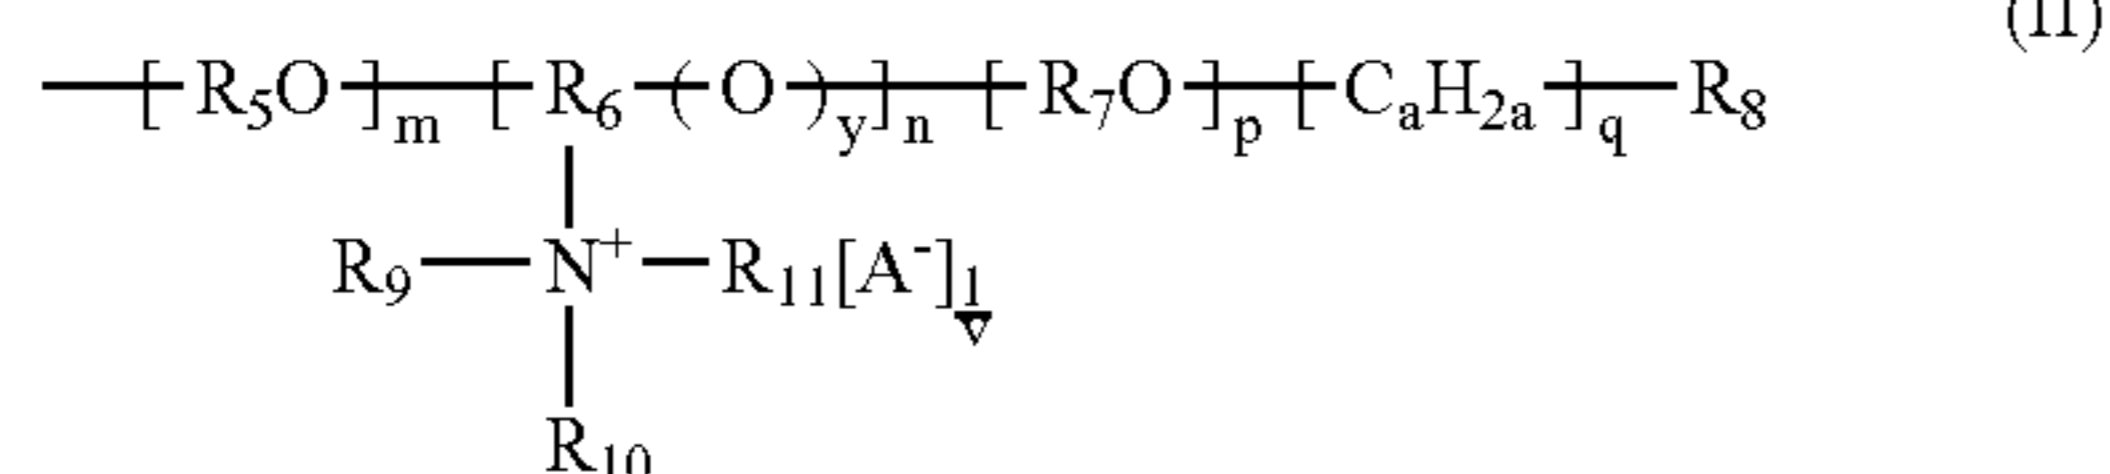 (II)
—[R₅O]ₘ—[R₆—(O)ᵧ]ₙ—[R₇O]ₚ—[CₐH₂ₐ]q—R₈
R₉—N⁺—R₁₁[A⁻]₁
R₁₀